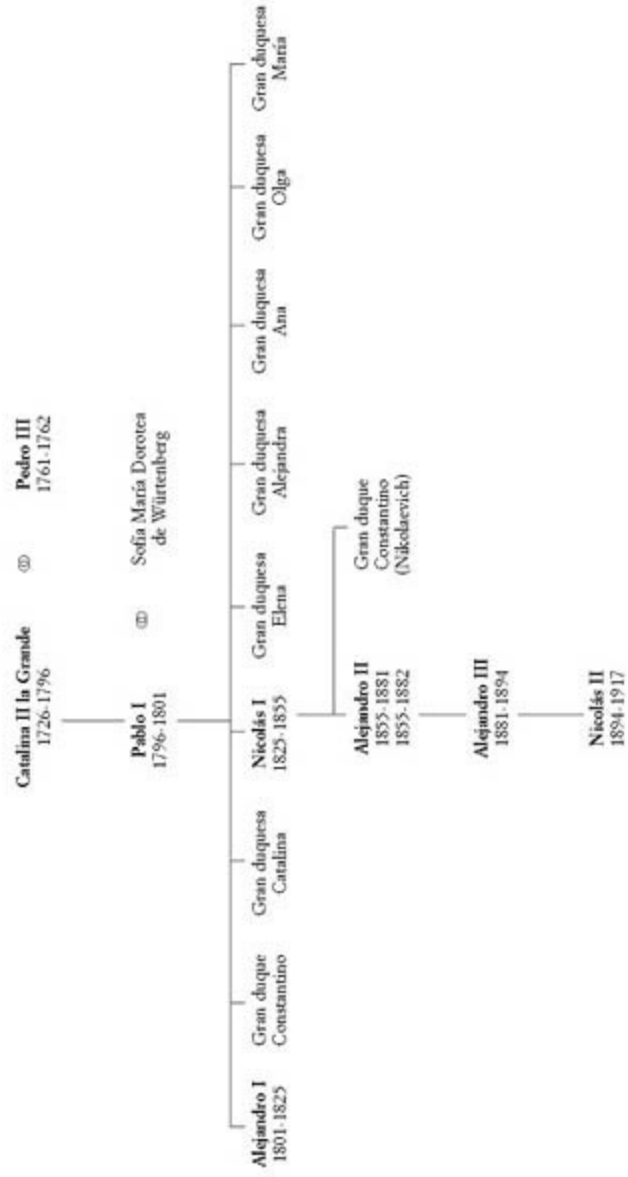 Catalina II la Grande
1726-1796
Pedro III
1761-1762
Pablo I
1796-1801
Sofía María Dorotea
de Würtenberg
Alejandro I
1801-1825
Gran duque
Constantino
Gran duquesa
Catalina
Nicolás I
1825-1855
Gran duquesa
Elena
Gran duquesa
Alejandra
Gran duquesa
Ana
Gran duquesa
Olga
Gran duquesa
María
Alejandro II
1855-1881
1855-1882
Gran duque
Constantino
(Nikolaevich)
Alejandro III
1881-1894
Nicolás II
1894-1917